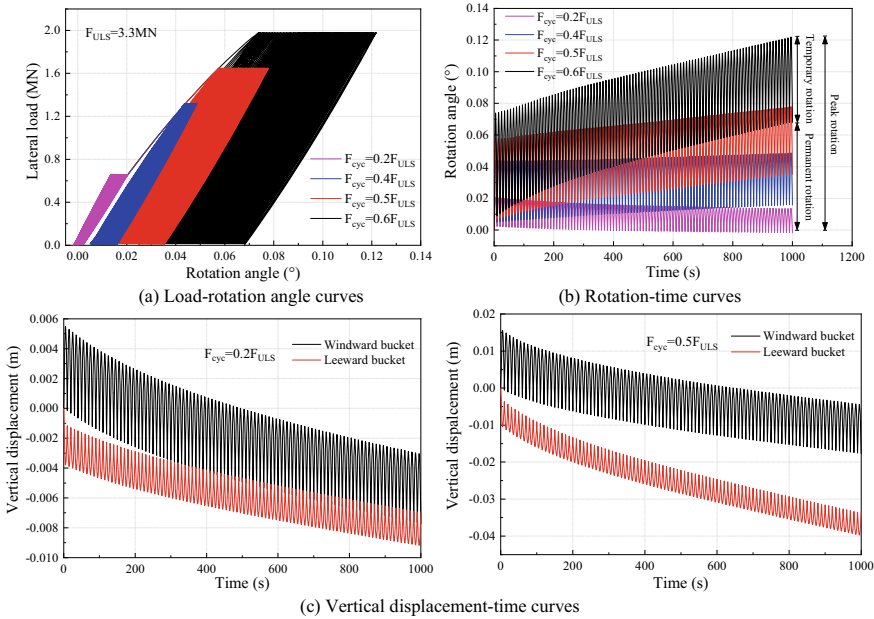 F_ULS=3.3MN
2.0
1.6
1.2
0.8
0.4
0.0
Lateral load (MN)
F_cyc=0.2F_ULS
F_cyc=0.4F_ULS
F_cyc=0.5F_ULS
F_cyc=0.6F_ULS
0.00 0.02 0.04 0.06 0.08 0.10 0.12 0.14
Rotation angle (°)
(a) Load-rotation angle curves
F_cyc=0.2F_ULS
F_cyc=0.4F_ULS
F_cyc=0.5F_ULS
F_cyc=0.6F_ULS
0.14
0.12
0.10
0.08
0.06
0.04
0.02
0.00
Rotation angle (°)
Temporary rotation
Permanent rotation
Peak rotation
0 200 400 600 800 1000 1200
Time (s)
(b) Rotation-time curves
0.006
0.004
0.002
0.000
-0.002
-0.004
-0.006
-0.008
-0.010
Vertical displacement (m)
F_cyc=0.2F_ULS
Windward bucket
Leeward bucket
0 200 400 600 800 1000
Time (s)
0.02
0.01
0.00
-0.01
-0.02
-0.03
-0.04
Vertical dispalcement (m)
F_cyc=0.5F_ULS
Windward bucket
Leeward bucket
0 200 400 600 800 1000
Time (s)
(c) Vertical displacement-time curves